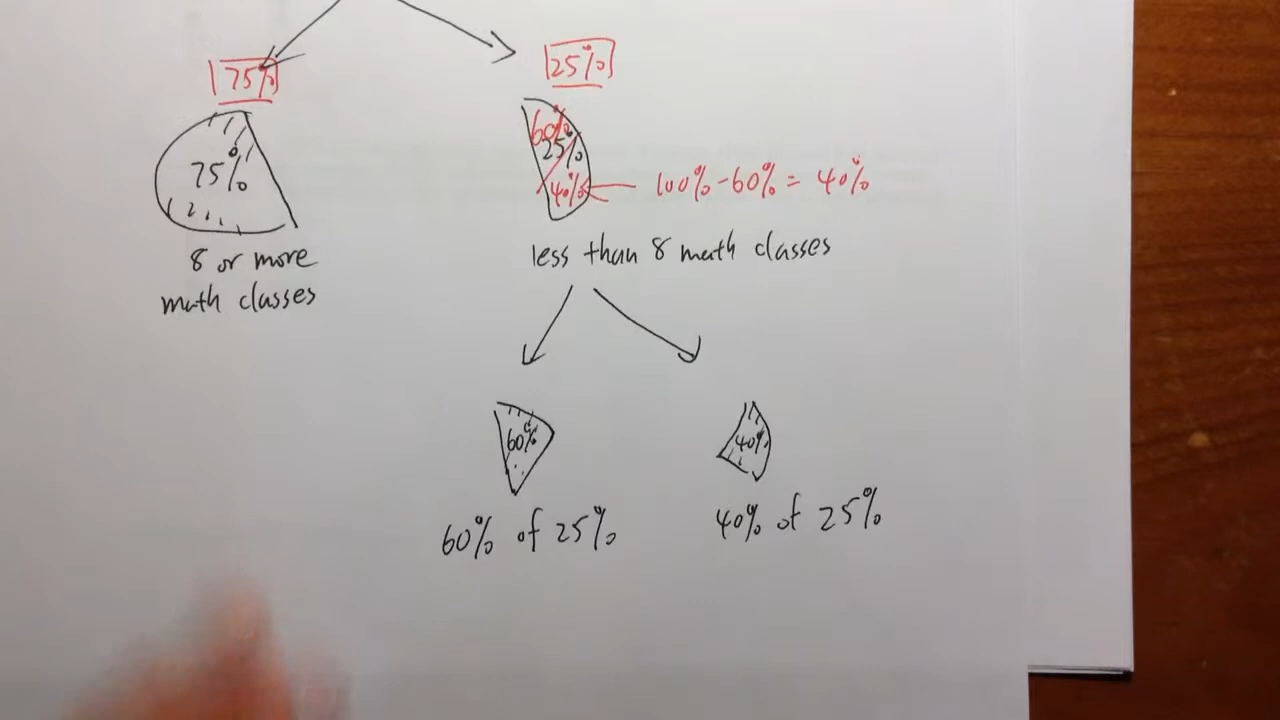 75%
25%
75%
60%
25%
40%
100% - 60% = 40%
8 or more
math classes
less than 8 math classes
60%
40%
60% of 25%
40% of 25%